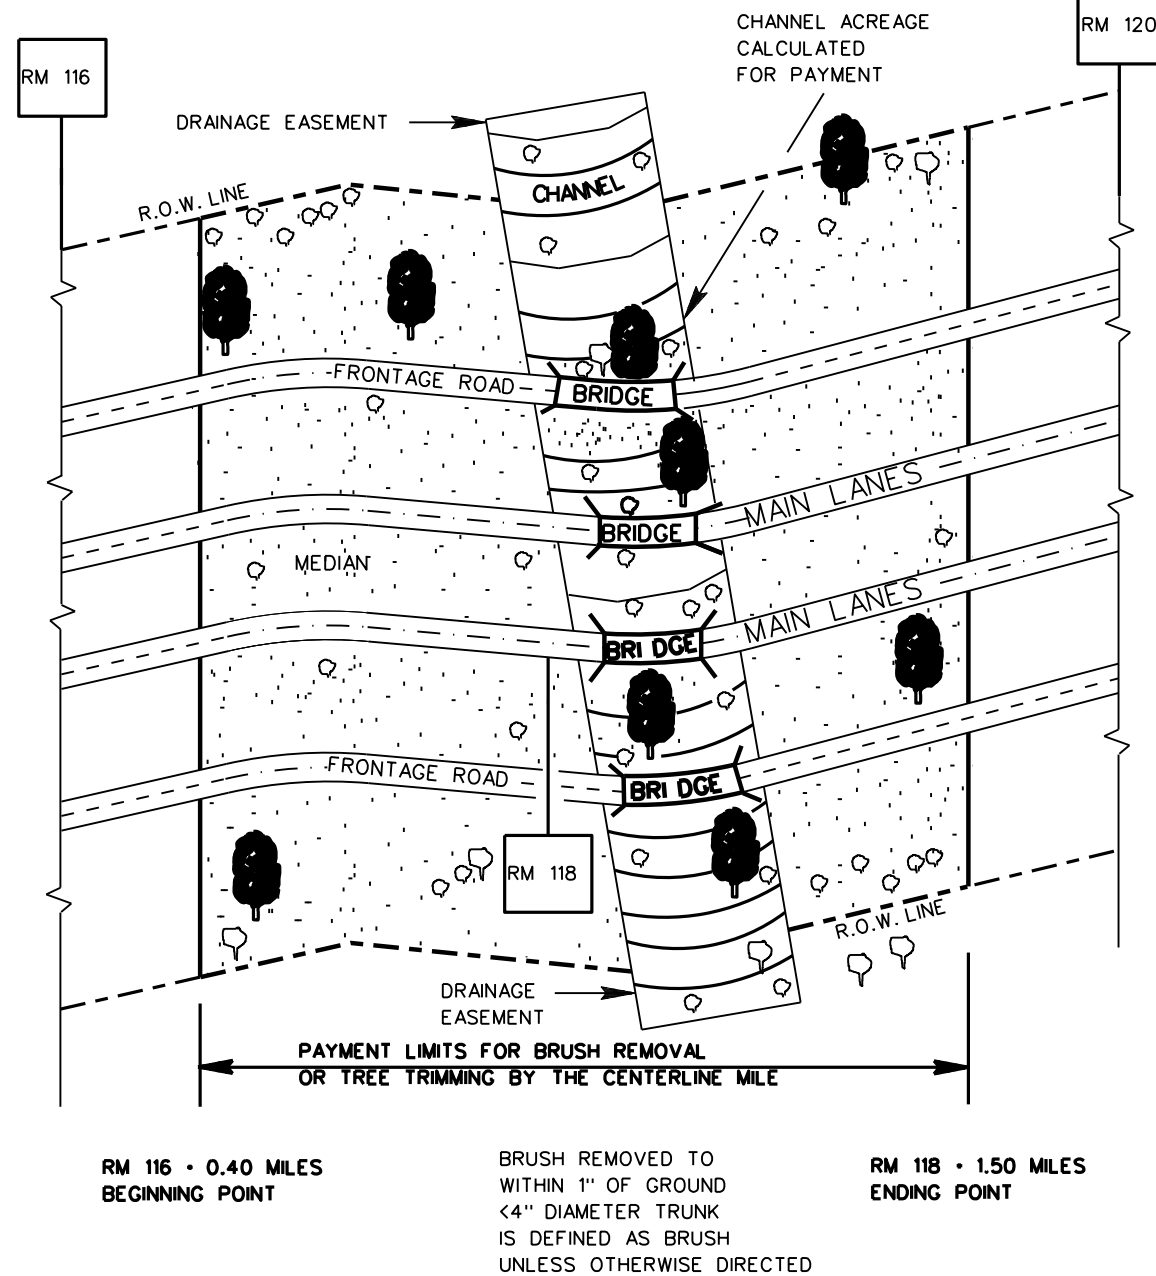 CHANNEL ACREAGE
CALCULATED
FOR PAYMENT
RM 120
RM 116
DRAINAGE EASEMENT
CHANNEL
R.O.W. LINE
FRONTAGE ROAD
BRIDGE
MAIN LANES
BRIDGE
MEDIAN
MAIN LANES
BRI DGE
FRONTAGE ROAD
BRI DGE
RM 118
R.O.W. LINE
DRAINAGE
EASEMENT
PAYMENT LIMITS FOR BRUSH REMOVAL
OR TREE TRIMMING BY THE CENTERLINE MILE
RM 116 • 0.40 MILES
BEGINNING POINT
BRUSH REMOVED TO
WITHIN 1" OF GROUND
<4" DIAMETER TRUNK
IS DEFINED AS BRUSH
UNLESS OTHERWISE DIRECTED
RM 118 • 1.50 MILES
ENDING POINT